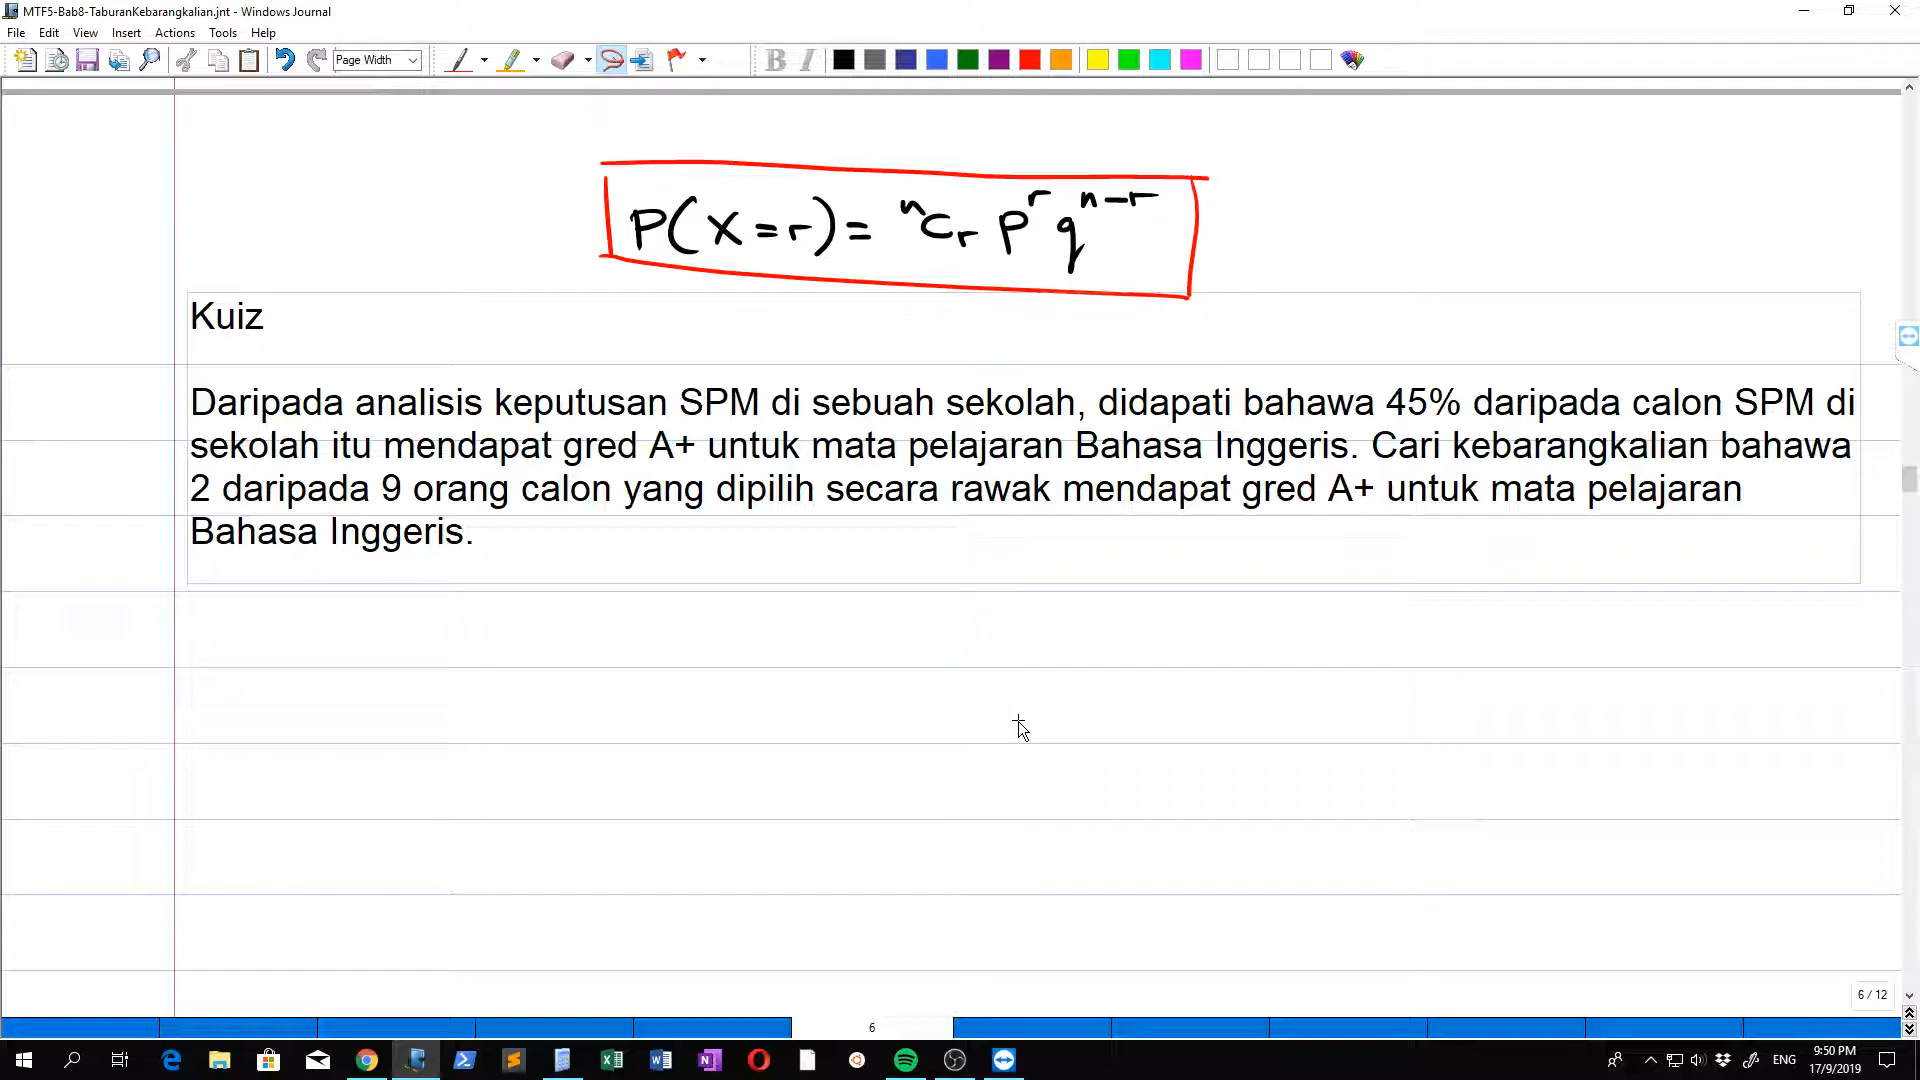 MTF5-Bab8-TaburanKebarangkalian.jnt - Windows Journal
File Edit View Insert Actions Tools Help
Page Width
B I
P(X=r) = ⁿCᵣ pʳ qⁿ⁻ʳ
Kuiz
Daripada analisis keputusan SPM di sebuah sekolah, didapati bahawa 45% daripada calon SPM di
sekolah itu mendapat gred A+ untuk mata pelajaran Bahasa Inggeris. Cari kebarangkalian bahawa
2 daripada 9 orang calon yang dipilih secara rawak mendapat gred A+ untuk mata pelajaran
Bahasa Inggeris.
6 / 12
6
ENG
9:50 PM
17/9/2019